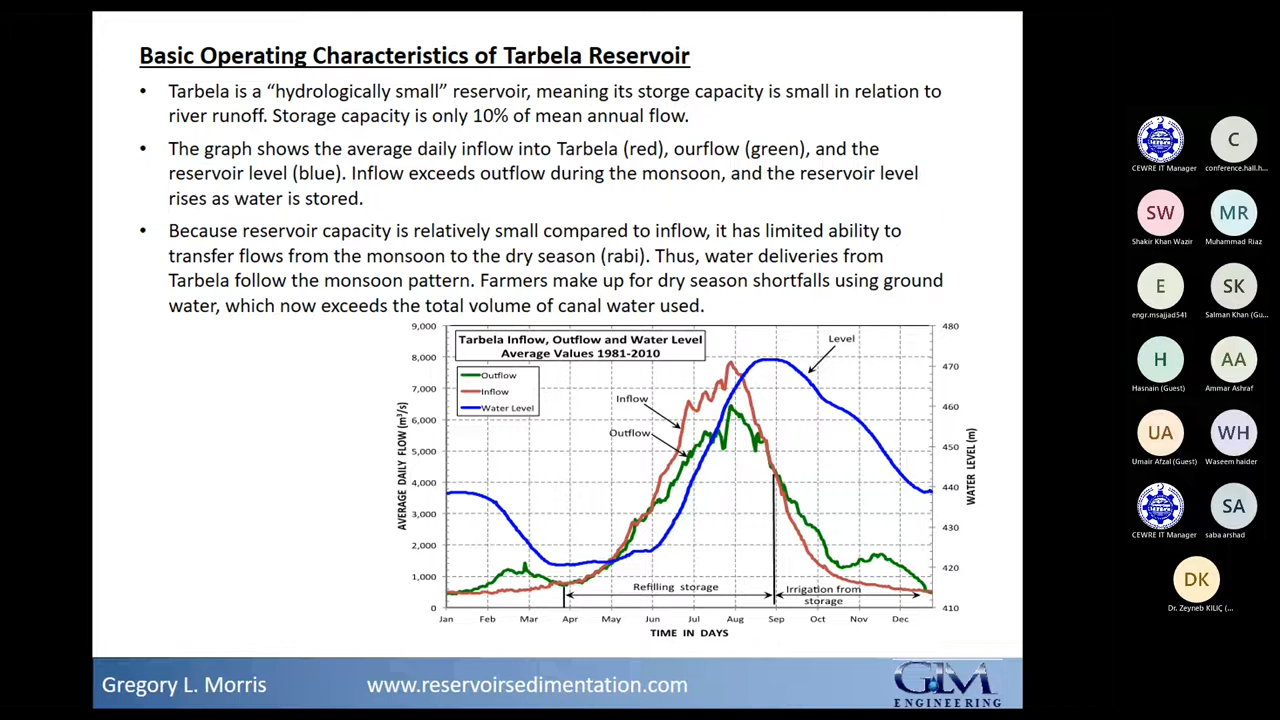 Basic Operating Characteristics of Tarbela Reservoir
• Tarbela is a “hydrologically small” reservoir, meaning its storge capacity is small in relation to
river runoff. Storage capacity is only 10% of mean annual flow.
• The graph shows the average daily inflow into Tarbela (red), ourflow (green), and the
reservoir level (blue). Inflow exceeds outflow during the monsoon, and the reservoir level
rises as water is stored.
• Because reservoir capacity is relatively small compared to inflow, it has limited ability to
transfer flows from the monsoon to the dry season (rabi). Thus, water deliveries from
Tarbela follow the monsoon pattern. Farmers make up for dry season shortfalls using ground
water, which now exceeds the total volume of canal water used.
Tarbela Inflow, Outflow and Water Level
Average Values 1981-2010
Outflow
Inflow
Water Level
Level
Inflow
Outflow
Refilling storage
Irrigation from
storage
AVERAGE DAILY FLOW (m³/s)
9,000
8,000
7,000
6,000
5,000
4,000
3,000
2,000
1,000
0
WATER LEVEL (m)
480
470
460
450
440
430
420
410
Jan Feb Mar Apr May Jun Jul Aug Sep Oct Nov Dec
TIME IN DAYS
Gregory L. Morris
www.reservoirsedimentation.com
GLM
ENGINEERING
C
CEWRE IT Manager
conference.hall.h...
SW
MR
Shakir Khan Wazir
Muhammad Riaz
E
SK
engr.msajjad541
Salman Khan (Gu...
H
AA
Hasnain (Guest)
Ammar Ashraf
UA
WH
Umair Afzal (Guest)
Waseem haider
SA
CEWRE IT Manager
saba arshad
DK
Dr. Zeyneb KILIÇ (...